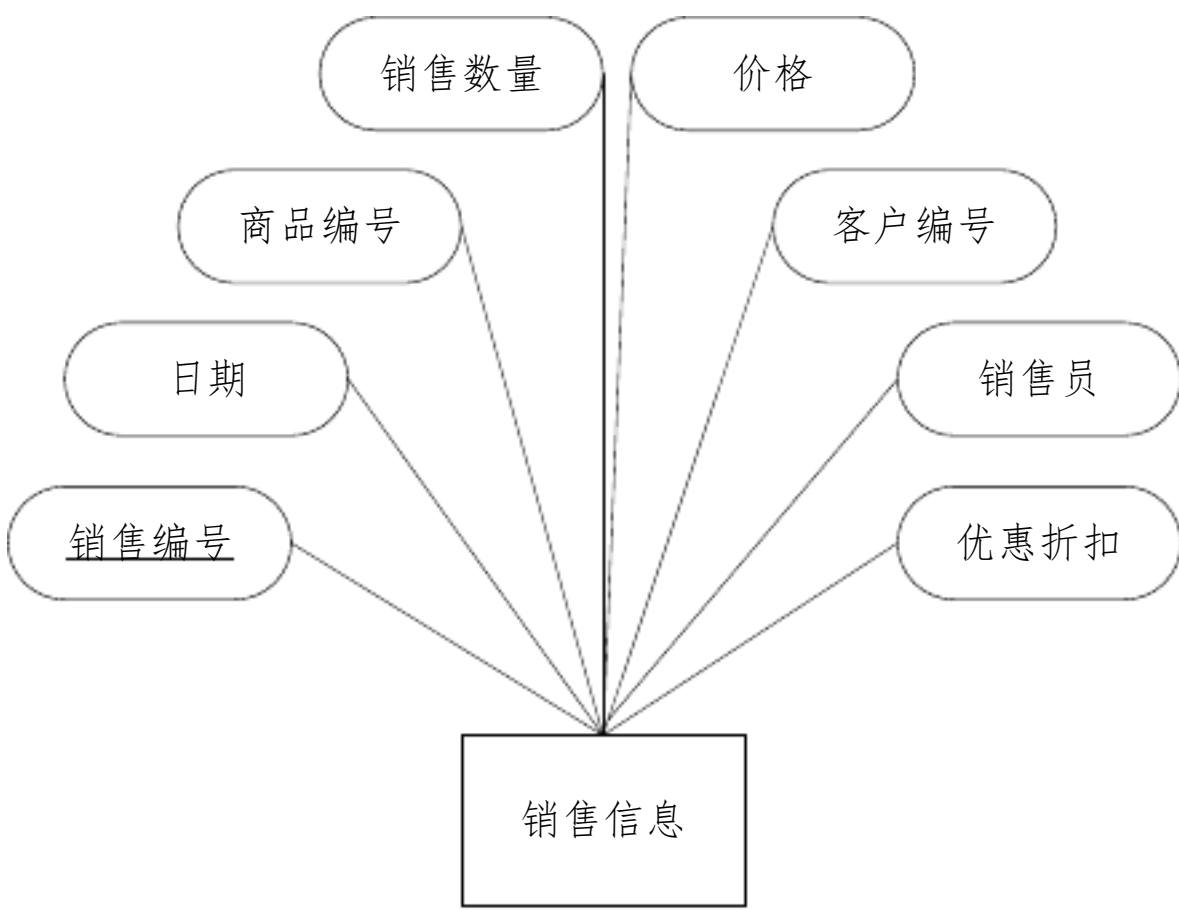 销售数量
价格
商品编号
客户编号
日期
销售员
销售编号
优惠折扣
销售信息